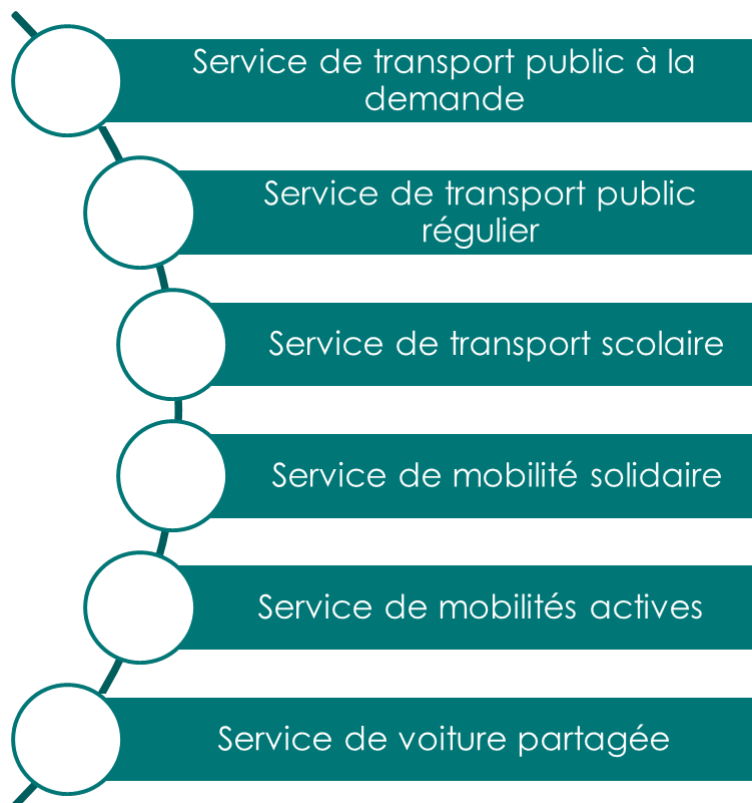 Service de transport public à la
demande
Service de transport public
régulier
Service de transport scolaire
Service de mobilité solidaire
Service de mobilités actives
Service de voiture partagée